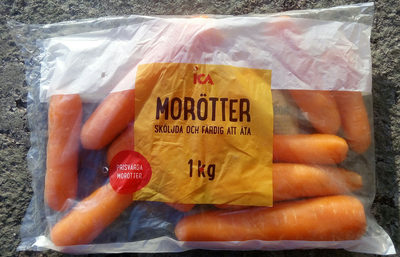 ICA
MORÖTTER
SKÖLJDA OCH FÄRDIG ATT ÄTA
1 kg
PRISVÄRDA
MORÖTTER